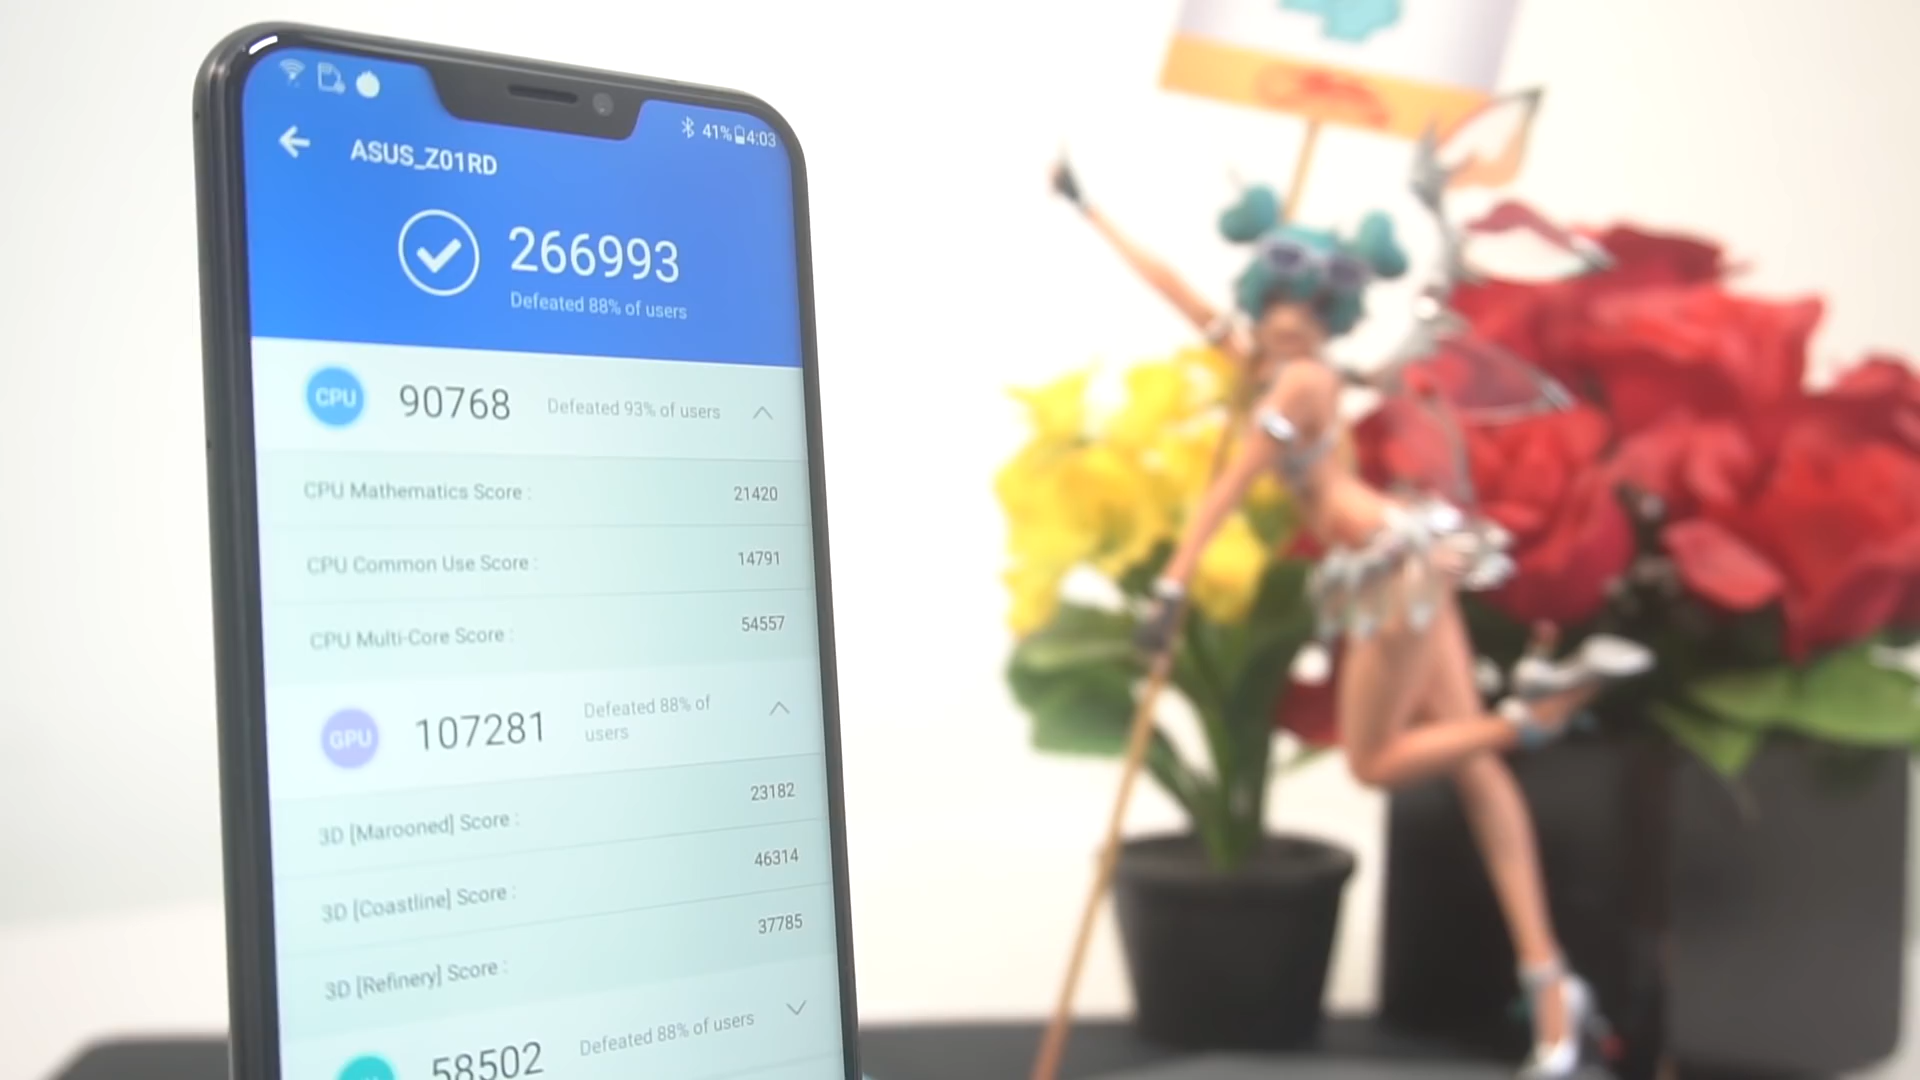 41% 4:03
ASUS_Z01RD
266993
Defeated 88% of users
CPU 90768 Defeated 93% of users
CPU Mathematics Score : 21420
CPU Common Use Score : 14791
CPU Multi-Core Score : 54557
GPU 107281 Defeated 88% of
users
3D [Marooned] Score : 23182
3D [Coastline] Score : 46314
3D [Refinery] Score : 37785
58502 Defeated 88% of users